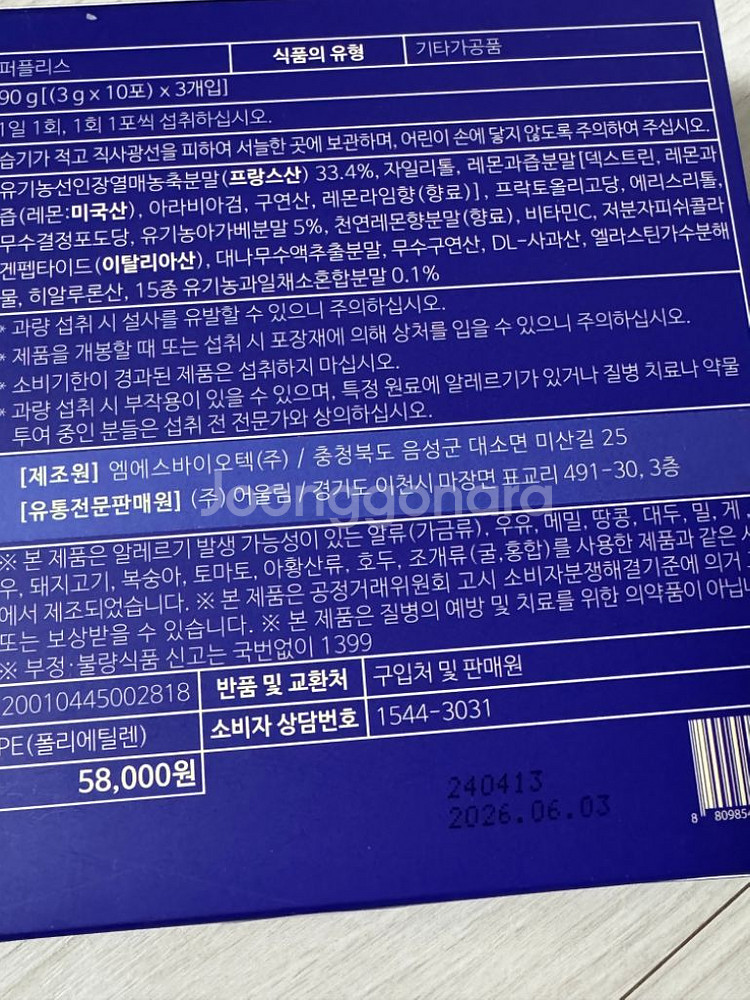 퍼플리스 식품의 유형 기타가공품
90 g[(3 g x 10포) x 3개입]
1일 1회, 1회 1포씩 섭취하십시오.
습기가 적고 직사광선을 피하여 서늘한 곳에 보관하며, 어린이 손에 닿지 않도록 주의하여 주십시오.
유기농선인장열매농축분말(프랑스산) 33.4%, 자일리톨, 레몬과즙분말[덱스트린, 레몬과
즙(레몬:미국산), 아라비아검, 구연산, 레몬라임향(향료)], 프락토올리고당, 에리스리톨,
무수결정포도당, 유기농아가베분말 5%, 천연레몬향분말(향료), 비타민C, 저분자피쉬콜라
겐펩타이드(이탈리아산), 대나무수액추출분말, 무수구연산, DL-사과산, 엘라스틴가수분해
물, 히알루론산, 15종 유기농과일채소혼합분말 0.1%
* 과량 섭취 시 설사를 유발할 수 있으니 주의하십시오.
* 제품을 개봉할 때 또는 섭취 시 포장재에 의해 상처를 입을 수 있으니 주의하십시오.
* 소비기한이 경과된 제품은 섭취하지 마십시오.
* 과량 섭취 시 부작용이 있을 수 있으며, 특정 원료에 알레르기가 있거나 질병 치료나 약물
투여 중인 분들은 섭취 전 전문가와 상의하십시오.
[제조원] 엠에스바이오텍(주) / 충청북도 음성군 대소면 미산길 25
[유통전문판매원] (주) 어울림 / 경기도 이천시 마장면 표교리 491-30, 3층
Joonggonara
※ 본 제품은 알레르기 발생 가능성이 있는 알류(가금류), 우유, 메밀, 땅콩, 대두, 밀, 게
우, 돼지고기, 복숭아, 토마토, 아황산류, 호두, 조개류(굴,홍합)를 사용한 제품과 같은
에서 제조되었습니다. ※ 본 제품은 공정거래위원회 고시 소비자분쟁해결기준에 의거
또는 보상받을 수 있습니다. ※ 본 제품은 질병의 예방 및 치료를 위한 의약품이 아닙
※ 부정·불량식품 신고는 국번없이 1399
20010445002818 반품 및 교환처 구입처 및 판매원
PE(폴리에틸렌) 소비자 상담번호 1544-3031
58,000원
240413
2026.06.03
8 80985